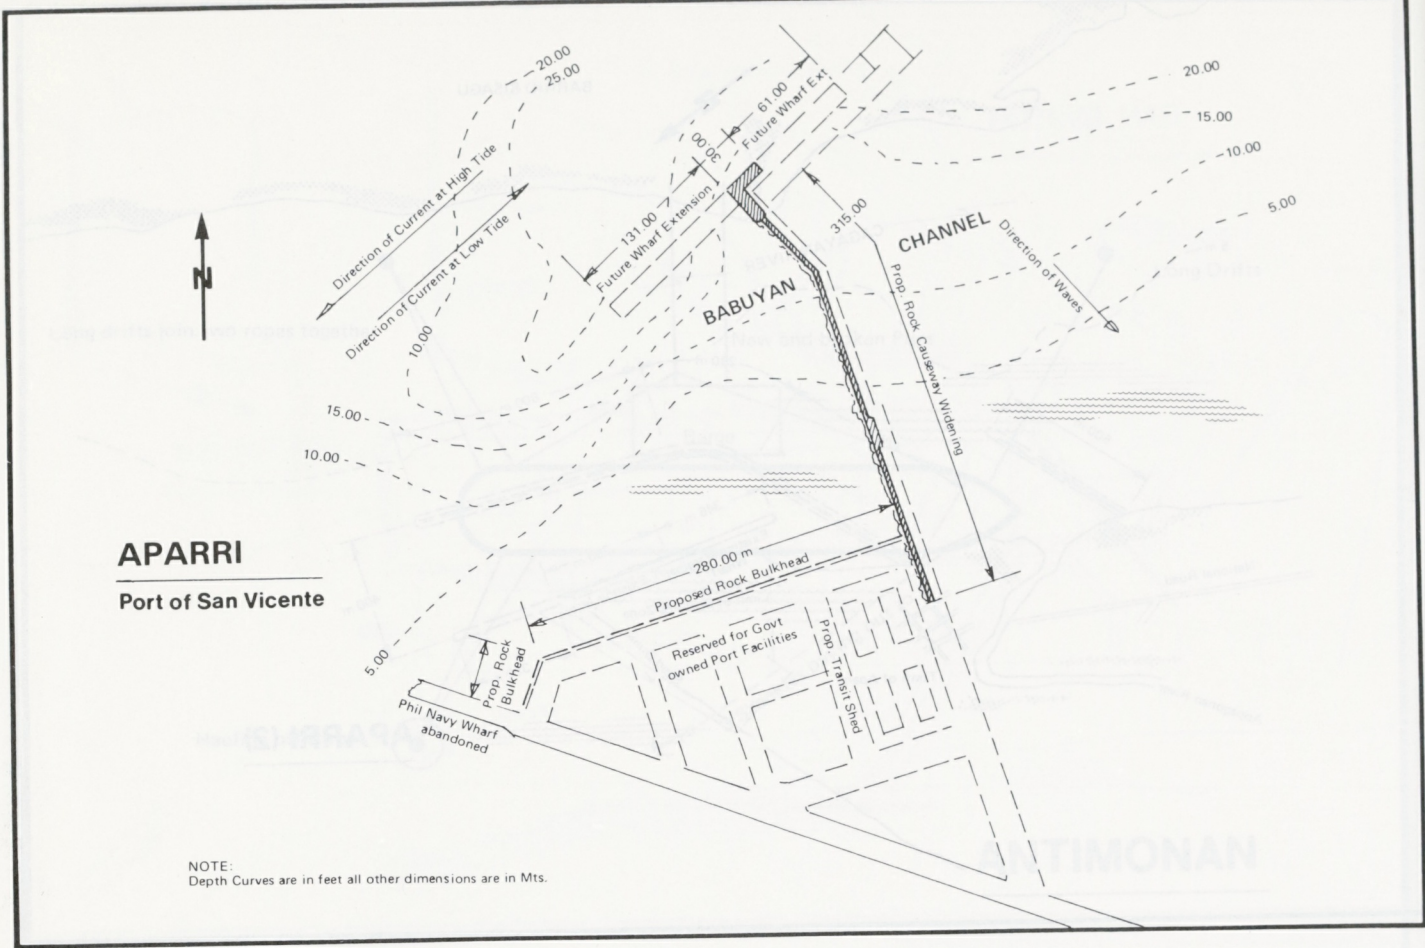 20.00
25.00
61.00
Future Wharf Ext.
20.00
15.00
10.00
5.00
30.00
Direction of Current at High Tide
Direction of Current at Low Tide
131.00
Future Wharf Extension
315.00
CHANNEL
BABUYAN
Direction of Waves
N
10.00
Prop. Rock Causeway Widening
15.00
10.00
APARRI
Port of San Vicente
280.00 m
Proposed Rock Bulkhead
5.00
Prop. Rock
Bulkhead
Reserved for Govt
owned Port Facilities
Prop. Transit Shed
Phil Navy Wharf
abandoned
APARRI (2)
ANTIMONAN
NOTE:
Depth Curves are in feet all other dimensions are in Mts.